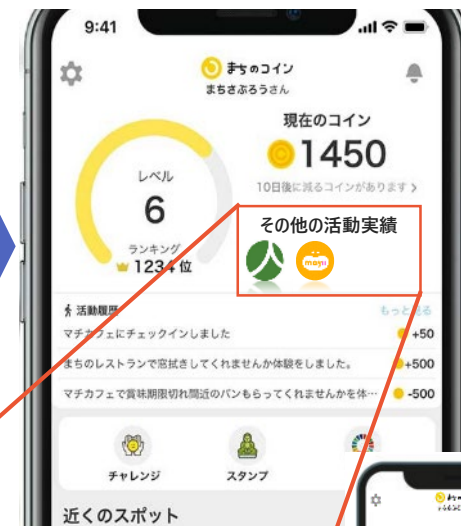 9:41
まちのコイン
まちさぶろうさん
現在のコイン
1450
10日後に減るコインがあります >
レベル
6
ランキング
1234位
その他の活動実績
mayii
活動履歴
もっと見る
マチカフェにチェックインしました
+50
まちのレストランで窓拭きしてくれませんか体験をしました。
+500
マチカフェで賞味期限切れ間近のパンもらってくれませんかを体…
-500
チャレンジ
スタンプ
近くのスポット